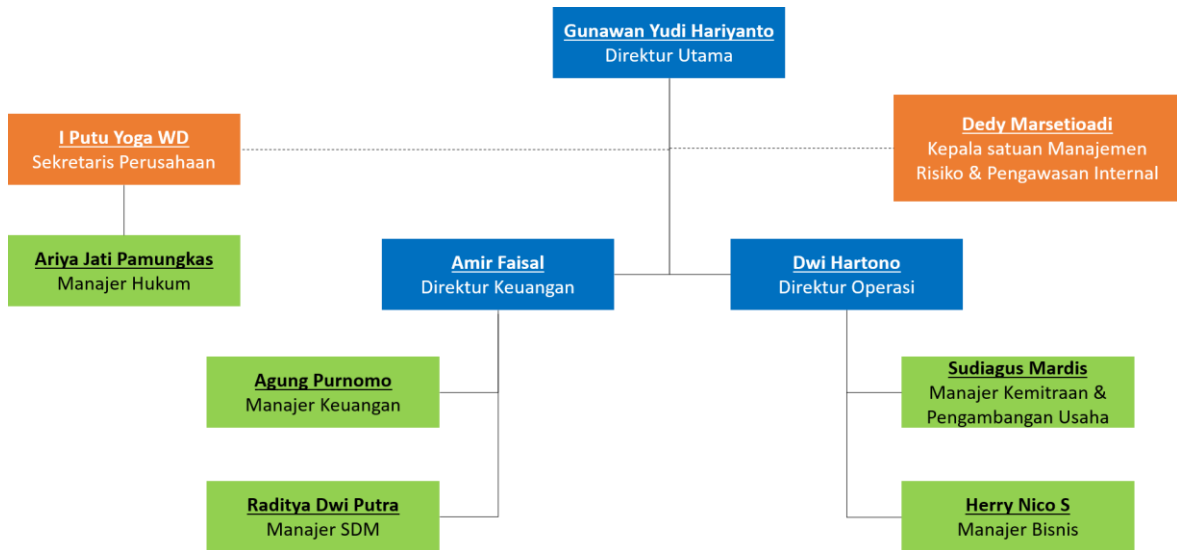 Gunawan Yudi Hariyanto
Direktur Utama
I Putu Yoga WD
Sekretaris Perusahaan
Dedy Marsetioadi
Kepala satuan Manajemen
Risiko & Pengawasan Internal
Ariya Jati Pamungkas
Manajer Hukum
Amir Faisal
Direktur Keuangan
Dwi Hartono
Direktur Operasi
Agung Purnomo
Manajer Keuangan
Sudiagus Mardis
Manajer Kemitraan &
Pengambangan Usaha
Raditya Dwi Putra
Manajer SDM
Herry Nico S
Manajer Bisnis